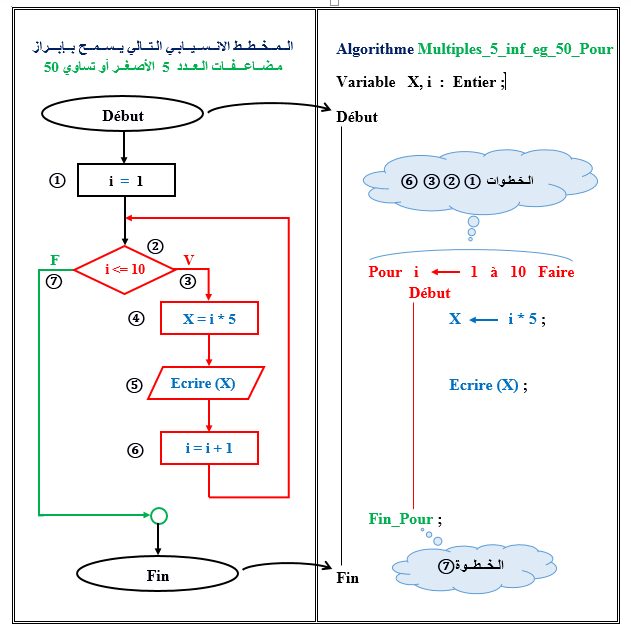 المخطط الانسيابي التالي يسمح بإبراز
مضاعفات العدد 5 الأصغر أو تساوي 50
Début
① i = 1
②
F i <= 10 V
⑦ ③
④ X = i * 5
⑤ Ecrire (X)
⑥ i = i + 1
Fin
Algorithme Multiples_5_inf_eg_50_Pour
Variable X, i : Entier ;
Début
الخطوات ① ② ③ ⑥
Pour i ← 1 à 10 Faire
Début
X ← i * 5 ;
Ecrire (X) ;
Fin_Pour ;
الخطوة ⑦
Fin